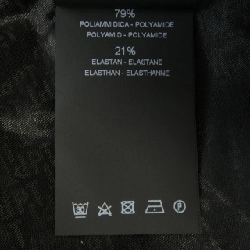 79%
POLIAMMIDICA - POLYAMIDE
POLYAMID - POLYAMIDE
21%
ELASTAN - ELASTANE
ELASTHAN - ELASTHANNE